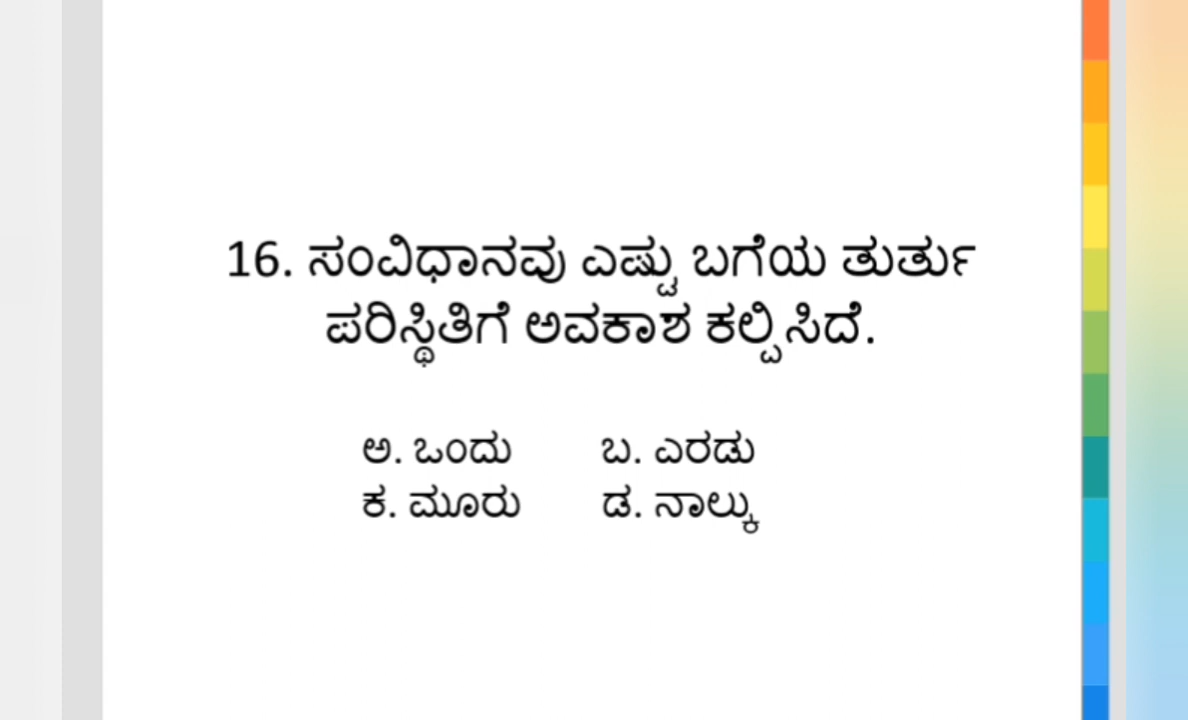 16. ಸಂವಿಧಾನವು ಎಷ್ಟು ಬಗೆಯ ತುರ್ತು
ಪರಿಸ್ಥಿತಿಗೆ ಅವಕಾಶ ಕಲ್ಪಿಸಿದೆ.
ಅ. ಒಂದು ಬ. ಎರಡು
ಕ. ಮೂರು ಡ. ನಾಲ್ಕು